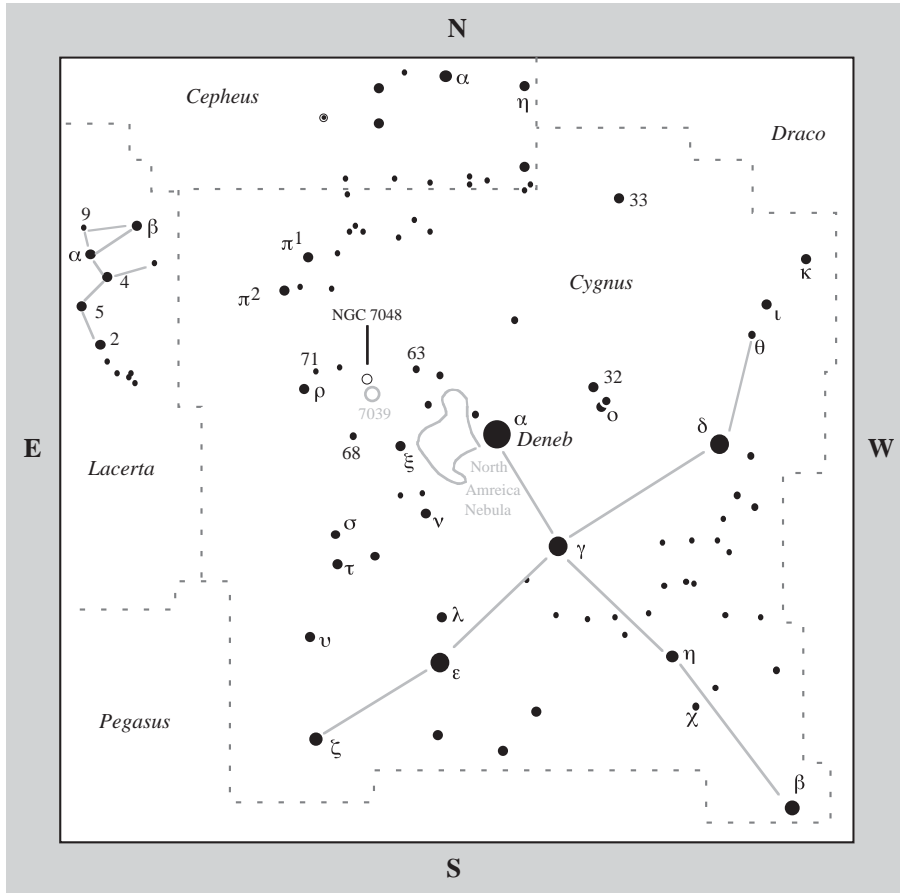 N
Cepheus
α
η
Draco
33
9
β
α
4
5
2
π1
π2
Cygnus
κ
ι
θ
NGC 7048
71
63
32
ρ
7039
ο
α
Deneb
δ
E
W
Lacerta
68
ξ
North
Amreica
Nebula
ν
σ
τ
γ
λ
υ
ε
η
Pegasus
ζ
χ
β
S